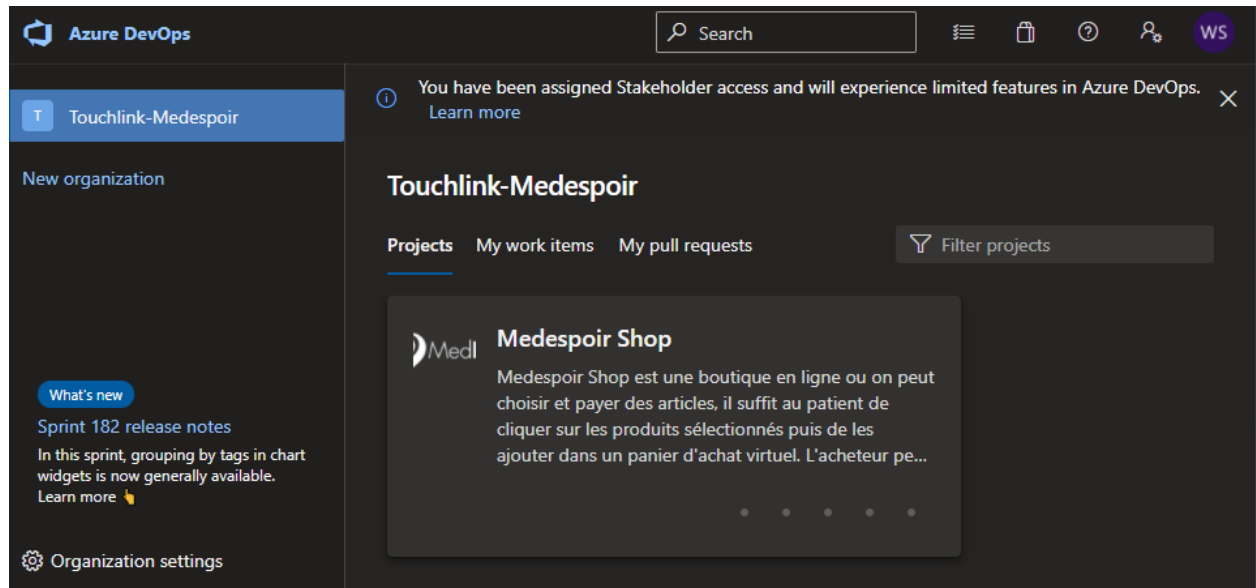 Azure DevOps
Search
WS
T
Touchlink-Medespoir
New organization
What's new
Sprint 182 release notes
In this sprint, grouping by tags in chart
widgets is now generally available.
Learn more 👆
Organization settings
You have been assigned Stakeholder access and will experience limited features in Azure DevOps.
Learn more
Touchlink-Medespoir
Projects My work items My pull requests
Filter projects
Medl
Medespoir Shop
Medespoir Shop est une boutique en ligne ou on peut
choisir et payer des articles, il suffit au patient de
cliquer sur les produits sélectionnés puis de les
ajouter dans un panier d'achat virtuel. L'acheteur pe...